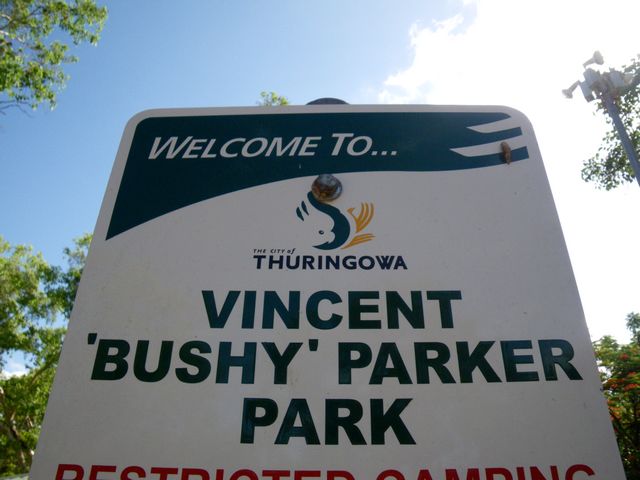 WELCOME TO...
THE CITY of
THURINGOWA
VINCENT
'BUSHY' PARKER
PARK
RESTRICTED CAMPING